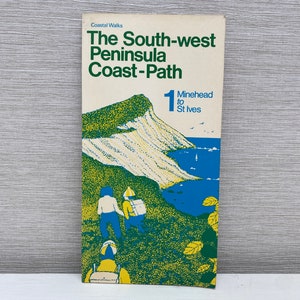 Coastal Walks
The South-west
Peninsula
Coast-Path
1 Minehead
to
St Ives